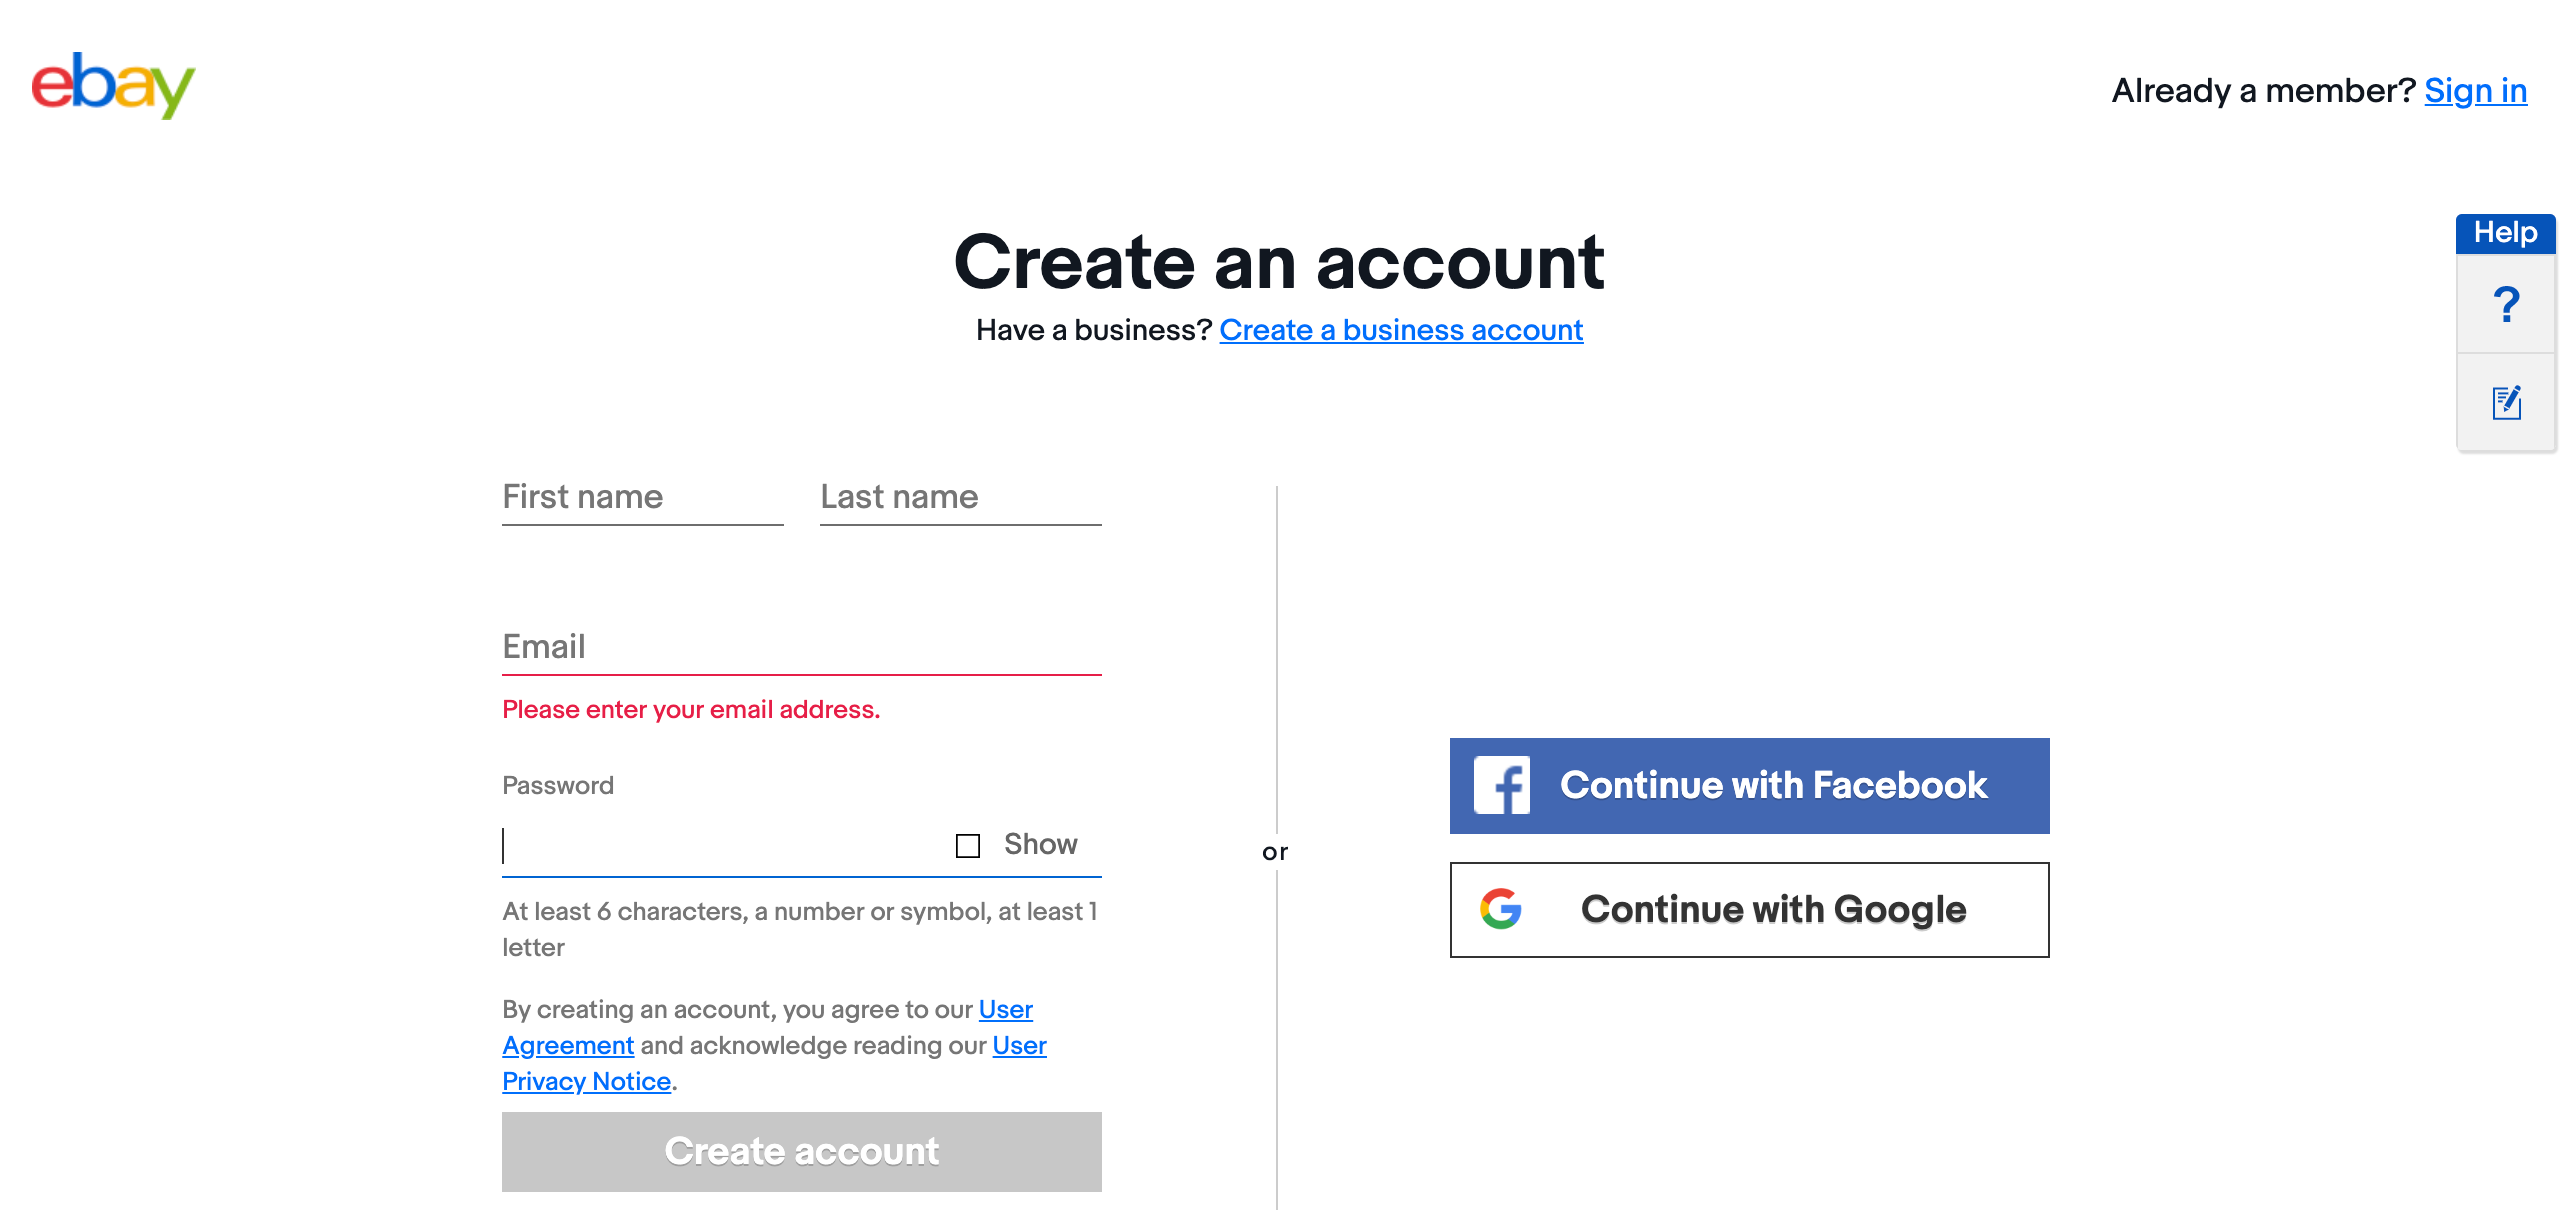 ebay
Already a member? Sign in
Help
?
Create an account
Have a business? Create a business account
First name
Last name
Email
Please enter your email address.
Password
Show
At least 6 characters, a number or symbol, at least 1
letter
By creating an account, you agree to our User
Agreement and acknowledge reading our User
Privacy Notice.
Create account
or
f Continue with Facebook
G Continue with Google